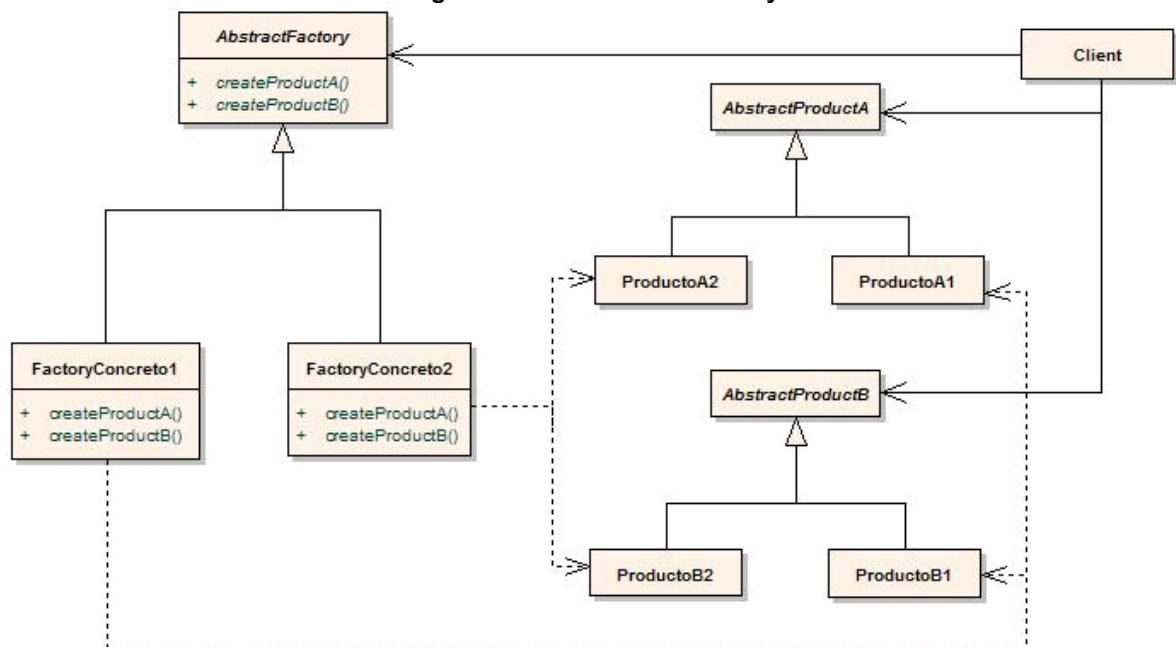 AbstractFactory
+ createProductA()
+ createProductB()
Client
AbstractProductA
ProductoA2
ProductoA1
FactoryConcreto1
+ createProductA()
+ createProductB()
FactoryConcreto2
+ createProductA()
+ createProductB()
AbstractProductB
ProductoB2
ProductoB1